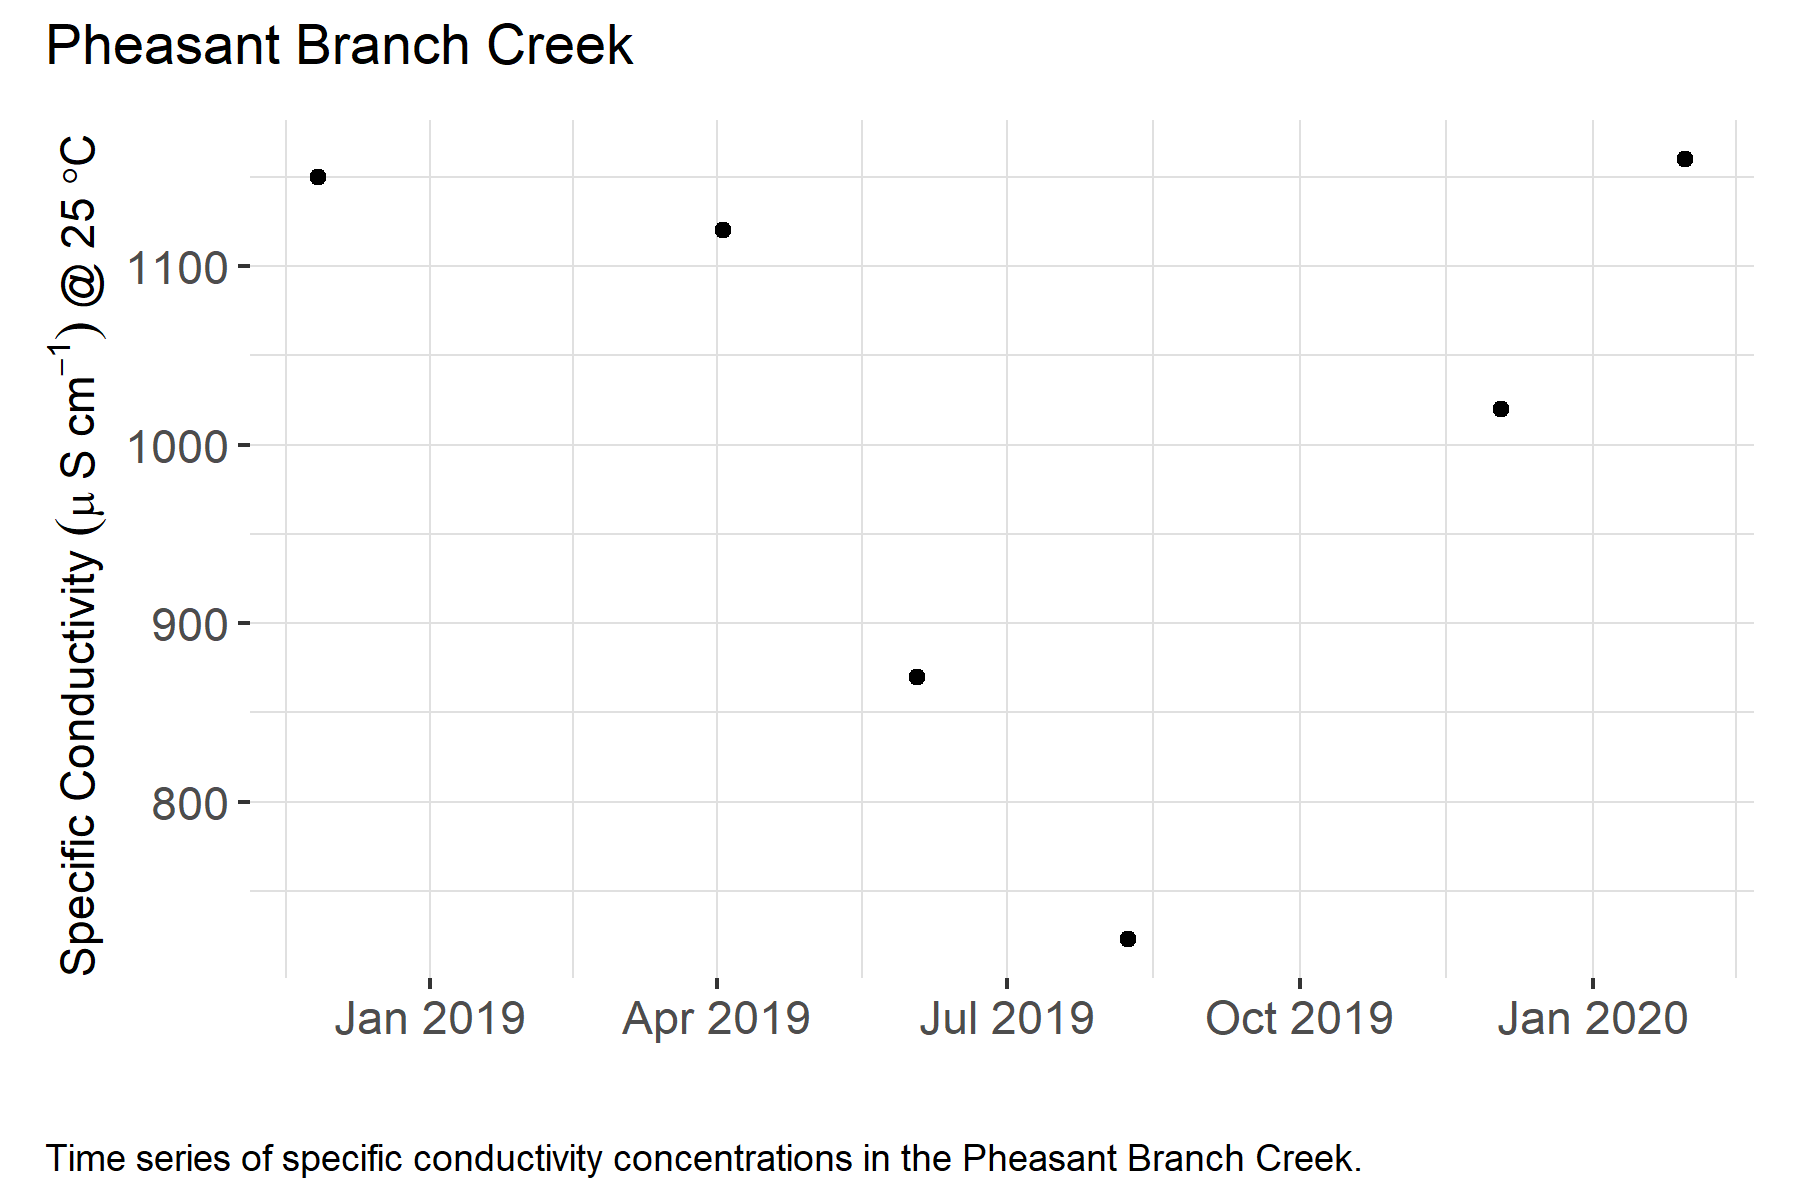 Pheasant Branch Creek
Specific Conductivity (μ S cm⁻¹) @ 25 °C
1100
1000
900
800
Jan 2019 Apr 2019 Jul 2019 Oct 2019 Jan 2020
Time series of specific conductivity concentrations in the Pheasant Branch Creek.